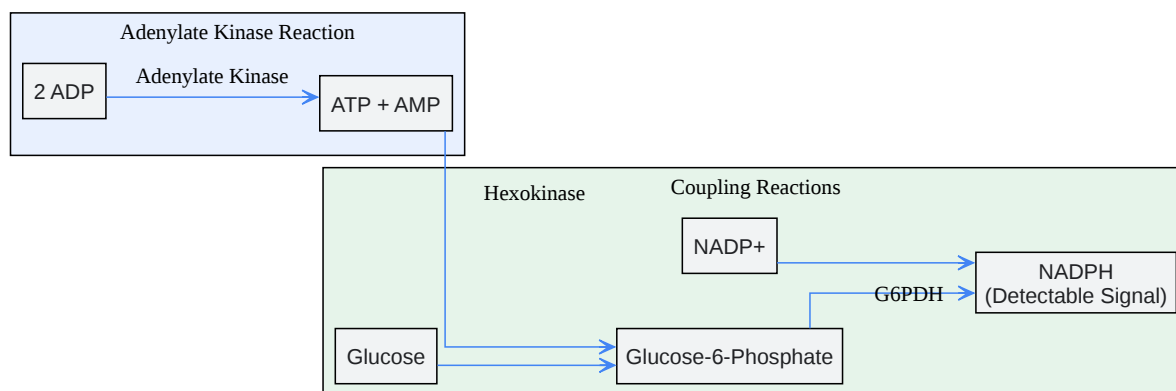 Adenylate Kinase Reaction
Adenylate Kinase
2 ADP
ATP + AMP
Coupling Reactions
Hexokinase
NADP+
NADPH
(Detectable Signal)
G6PDH
Glucose
Glucose-6-Phosphate